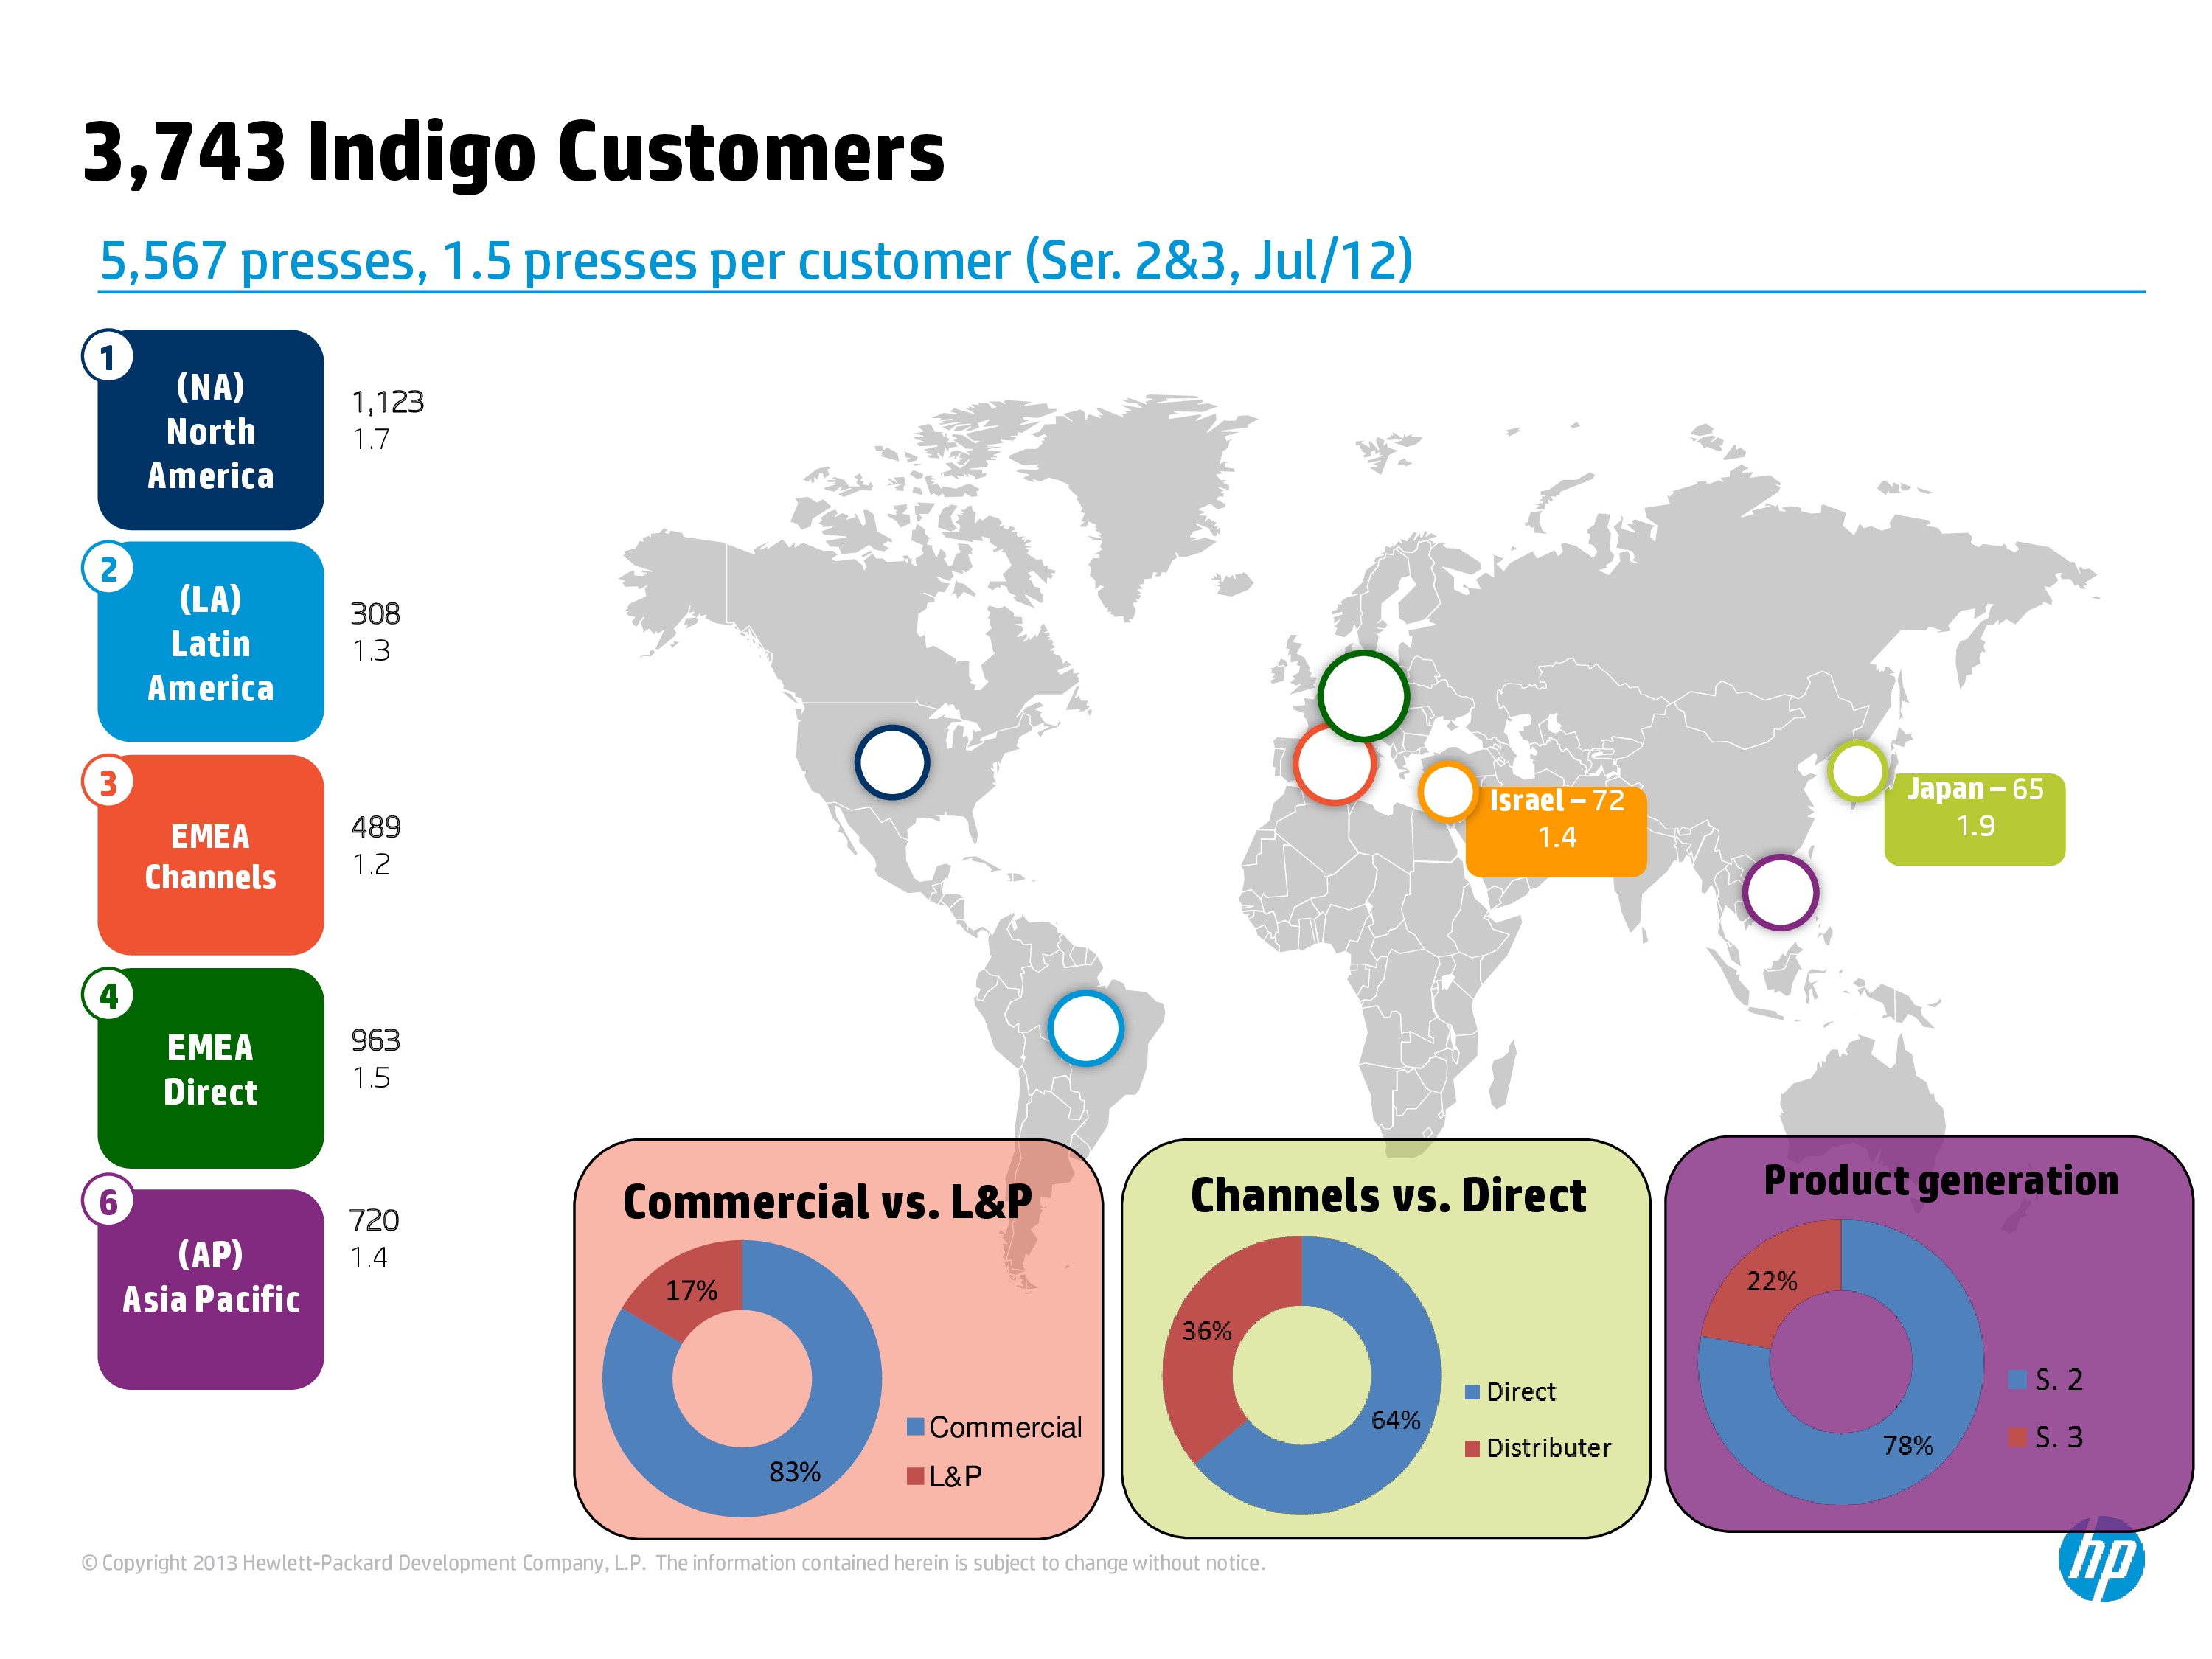 3,743 Indigo Customers
5,567 presses, 1.5 presses per customer (Ser. 2&3, Jul/12)
1
(NA)
North
America
1,123
1.7
2
(LA)
Latin
America
308
1.3
3
EMEA
Channels
489
1.2
4
EMEA
Direct
963
1.5
6
(AP)
Asia Pacific
720
1.4
Israel – 72
1.4
Japan – 65
1.9
Commercial vs. L&P
17%
83%
Commercial
L&P
Channels vs. Direct
36%
64%
Direct
Distributer
Product generation
22%
78%
S. 2
S. 3
© Copyright 2013 Hewlett-Packard Development Company, L.P. The information contained herein is subject to change without notice.
hp